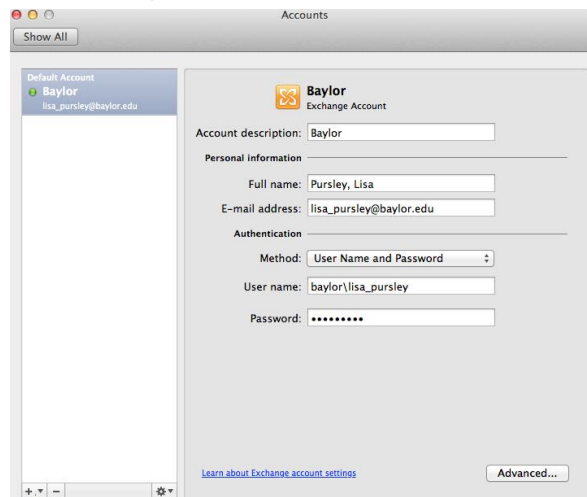 Accounts
Show All
Default Account
Baylor
lisa_pursley@baylor.edu
Baylor
Exchange Account
Account description: Baylor
Personal information
Full name: Pursley, Lisa
E-mail address: lisa_pursley@baylor.edu
Authentication
Method: User Name and Password
User name: baylor\lisa_pursley
Password: •••••••••
Learn about Exchange account settings
Advanced...